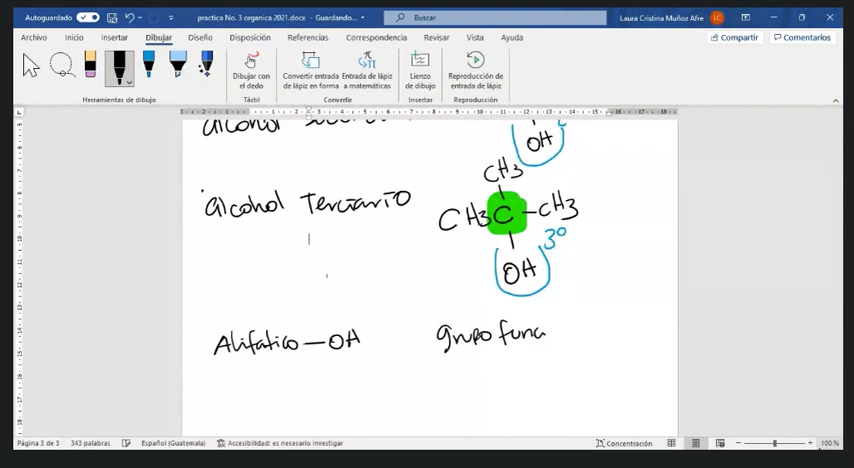 Autoguardado practica No. 3 organica 2021.docx - Guardando... Buscar Laura Cristina Muñoz Afre LC
Archivo Inicio Insertar Dibujar Diseño Disposición Referencias Correspondencia Revisar Vista Ayuda Compartir Comentarios
Dibujar con el dedo
Convertir entrada de lápiz en forma
Entrada de lápiz a matemáticas
Lienzo de dibujo
Reproducción de entrada de lápiz
Herramientas de dibujo Táctil Convertir Insertar Reproducción
alcohol
OH
CH3
alcohol Terciario CH3 C - CH3
3º
OH
Alifatico - OH grupo func
Página 3 de 3 343 palabras Español (Guatemala) Accesibilidad: es necesario investigar Concentración 100 %